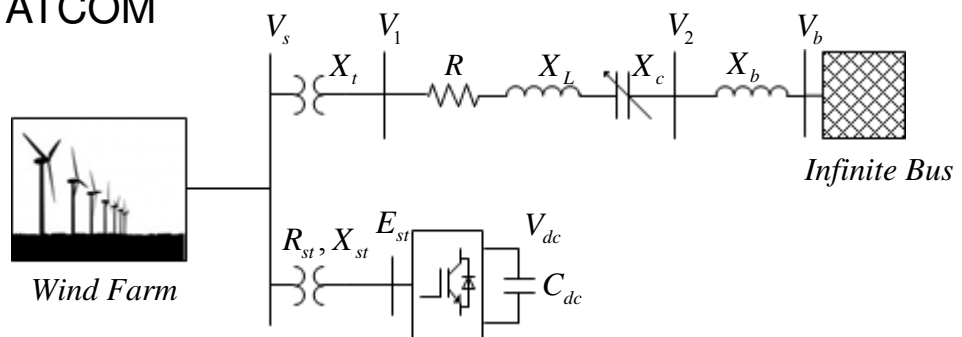 ATCOM
V_s V_1 V_2 V_b
X_t R X_L X_c X_b
Infinite Bus
R_st, X_st E_st V_dc
C_dc
Wind Farm